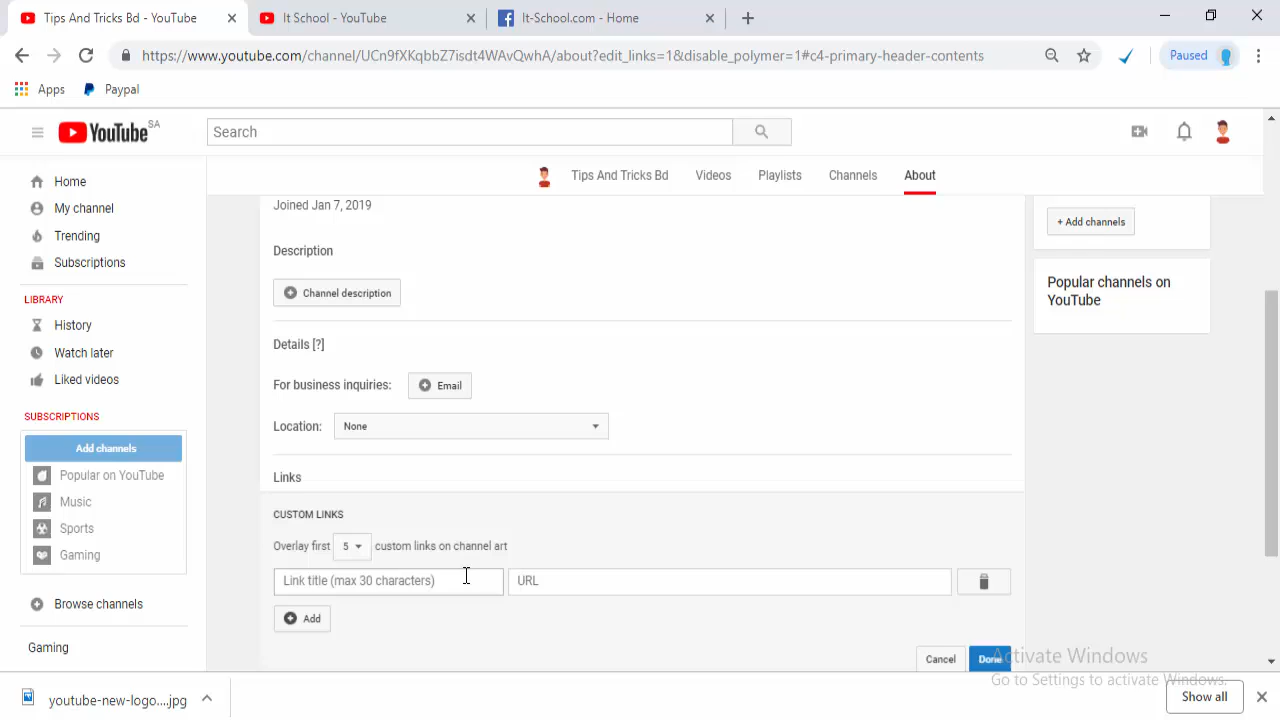 Tips And Tricks Bd - YouTube
It School - YouTube
It-School.com - Home
https://www.youtube.com/channel/UCn9fXKqbbZ7isdt4WAvQwhA/about?edit_links=1&disable_polymer=1#c4-primary-header-contents
Paused
Apps
Paypal
YouTube SA
Search
Home
My channel
Trending
Subscriptions
LIBRARY
History
Watch later
Liked videos
SUBSCRIPTIONS
Add channels
Popular on YouTube
Music
Sports
Gaming
Browse channels
Gaming
Tips And Tricks Bd
Videos
Playlists
Channels
About
Joined Jan 7, 2019
Description
Channel description
Details [?]
For business inquiries:
Email
Location:
None
Links
CUSTOM LINKS
Overlay first 5 custom links on channel art
Link title (max 30 characters)
URL
Add
Cancel
Done
+ Add channels
Popular channels on
YouTube
Activate Windows
Go to Settings to activate Windows.
youtube-new-logo....jpg
Show all